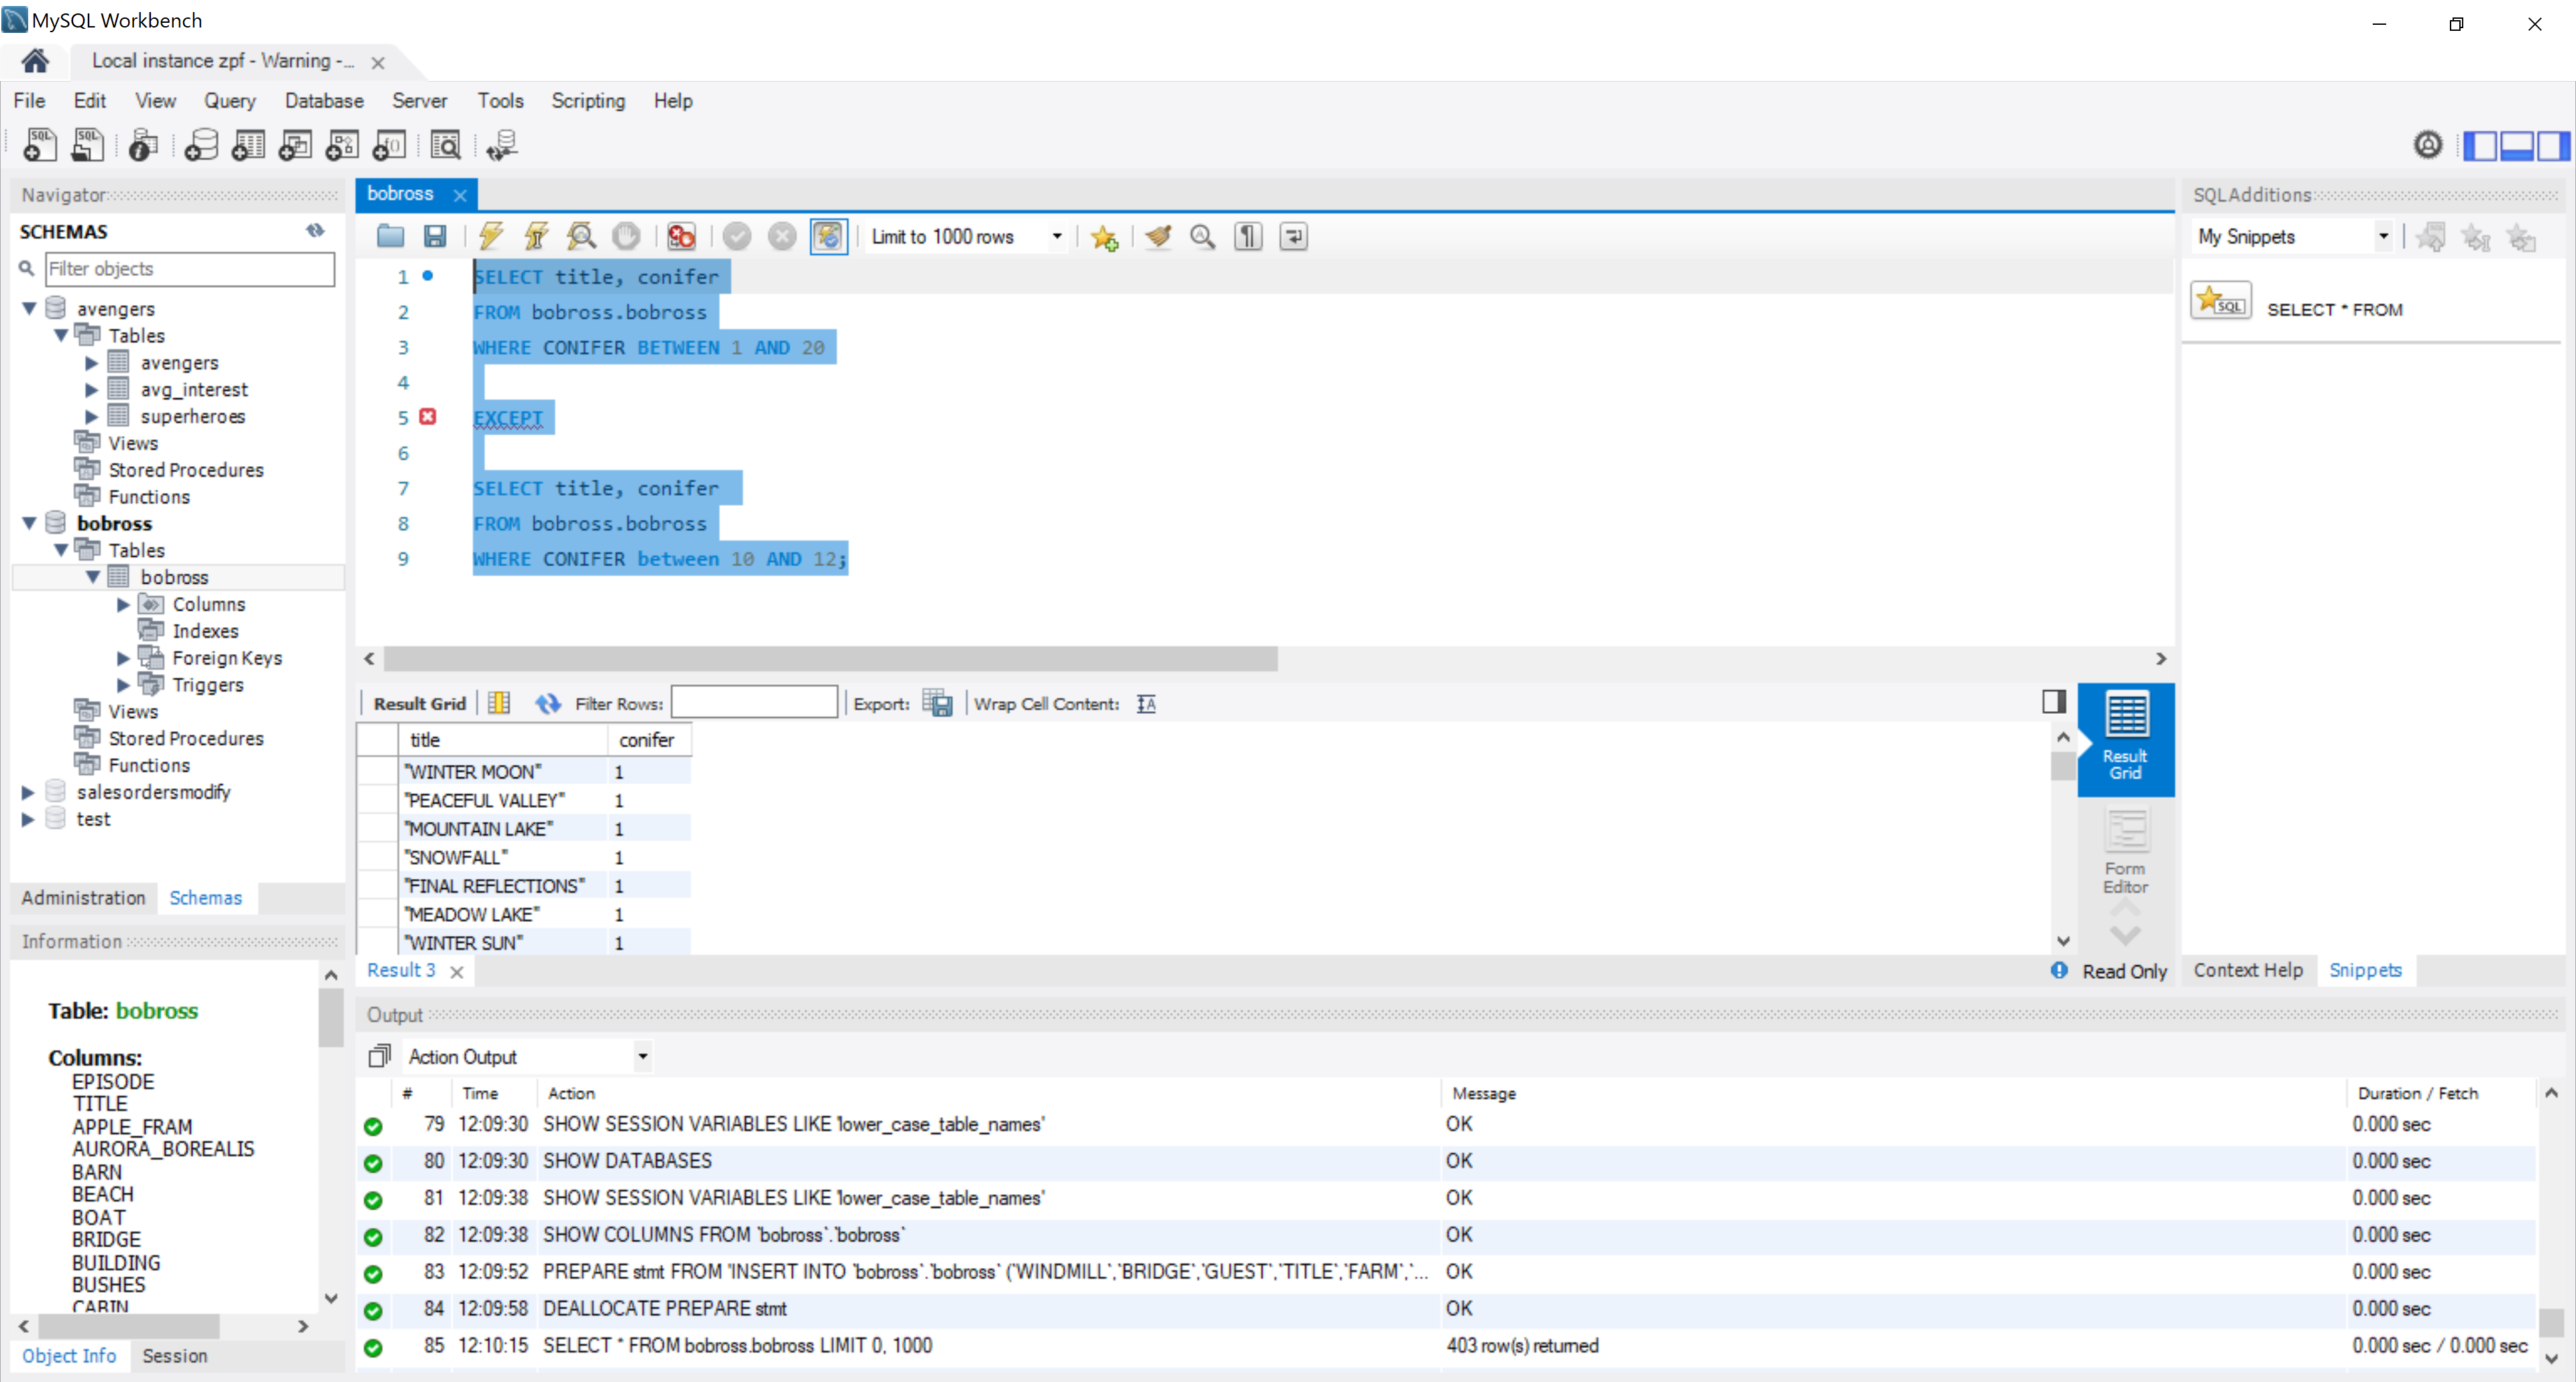 MySQL Workbench
Local instance zpf - Warning -...
File Edit View Query Database Server Tools Scripting Help
Navigator
SCHEMAS
Filter objects
avengers
Tables
avengers
avg_interest
superheroes
Views
Stored Procedures
Functions
bobross
Tables
bobross
Columns
Indexes
Foreign Keys
Triggers
Views
Stored Procedures
Functions
salesordersmodify
test
Administration Schemas
Information
Table: bobross
Columns:
EPISODE
TITLE
APPLE_FRAM
AURORA_BOREALIS
BARN
BEACH
BOAT
BRIDGE
BUILDING
BUSHES
CABIN
Object Info Session
bobross
Limit to 1000 rows
1 SELECT title, conifer
2 FROM bobross.bobross
3 WHERE CONIFER BETWEEN 1 AND 20
4
5 EXCEPT
6
7 SELECT title, conifer
8 FROM bobross.bobross
9 WHERE CONIFER between 10 AND 12;
Result Grid Filter Rows: Export: Wrap Cell Content:
title conifer
"WINTER MOON" 1
"PEACEFUL VALLEY" 1
"MOUNTAIN LAKE" 1
"SNOWFALL" 1
"FINAL REFLECTIONS" 1
"MEADOW LAKE" 1
"WINTER SUN" 1
Result
Grid
Form
Editor
Result 3
Read Only
SQLAdditions
My Snippets
SQL SELECT * FROM
Context Help Snippets
Output
Action Output
# Time Action Message Duration / Fetch
79 12:09:30 SHOW SESSION VARIABLES LIKE 'lower_case_table_names' OK 0.000 sec
80 12:09:30 SHOW DATABASES OK 0.000 sec
81 12:09:38 SHOW SESSION VARIABLES LIKE 'lower_case_table_names' OK 0.000 sec
82 12:09:38 SHOW COLUMNS FROM `bobross`.`bobross` OK 0.000 sec
83 12:09:52 PREPARE stmt FROM 'INSERT INTO `bobross`.`bobross` (`WINDMILL`,`BRIDGE`,`GUEST`,`TITLE`,`FARM`,`... OK 0.000 sec
84 12:09:58 DEALLOCATE PREPARE stmt OK 0.000 sec
85 12:10:15 SELECT * FROM bobross.bobross LIMIT 0, 1000 403 row(s) returned 0.000 sec / 0.000 sec